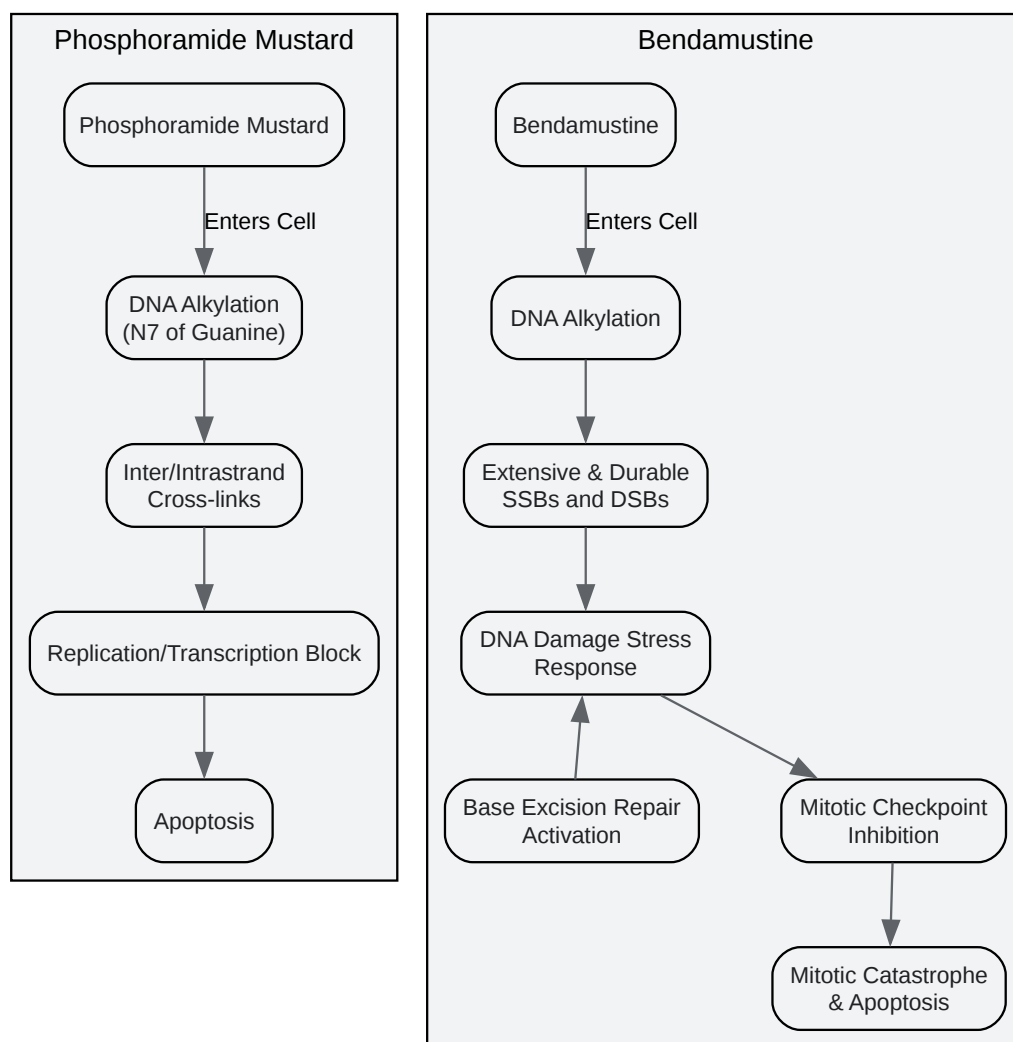 Phosphoramide Mustard
Phosphoramide Mustard
Enters Cell
DNA Alkylation
(N7 of Guanine)
Inter/Intrastrand
Cross-links
Replication/Transcription Block
Apoptosis
Bendamustine
Bendamustine
Enters Cell
DNA Alkylation
Extensive & Durable
SSBs and DSBs
DNA Damage Stress
Response
Base Excision Repair
Activation
Mitotic Checkpoint
Inhibition
Mitotic Catastrophe
& Apoptosis